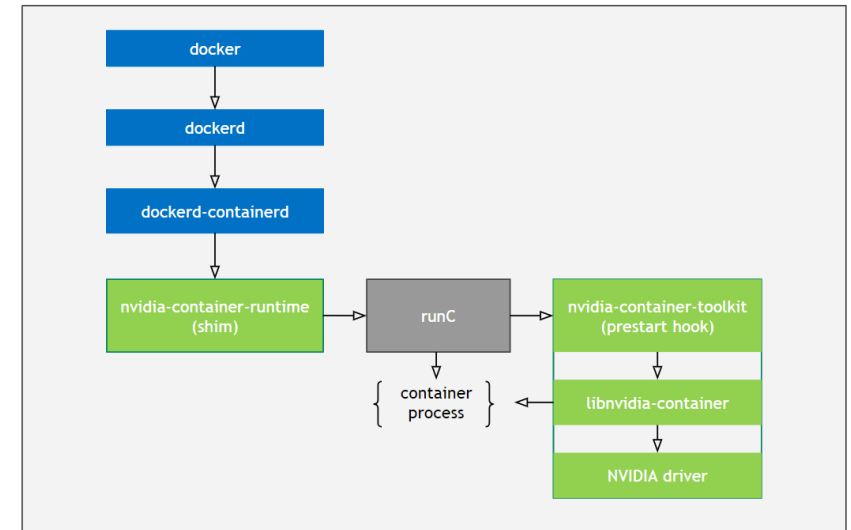 docker
dockerd
dockerd-containerd
nvidia-container-runtime
(shim)
runC
nvidia-container-toolkit
(prestart hook)
{ container
process }
libnvidia-container
NVIDIA driver